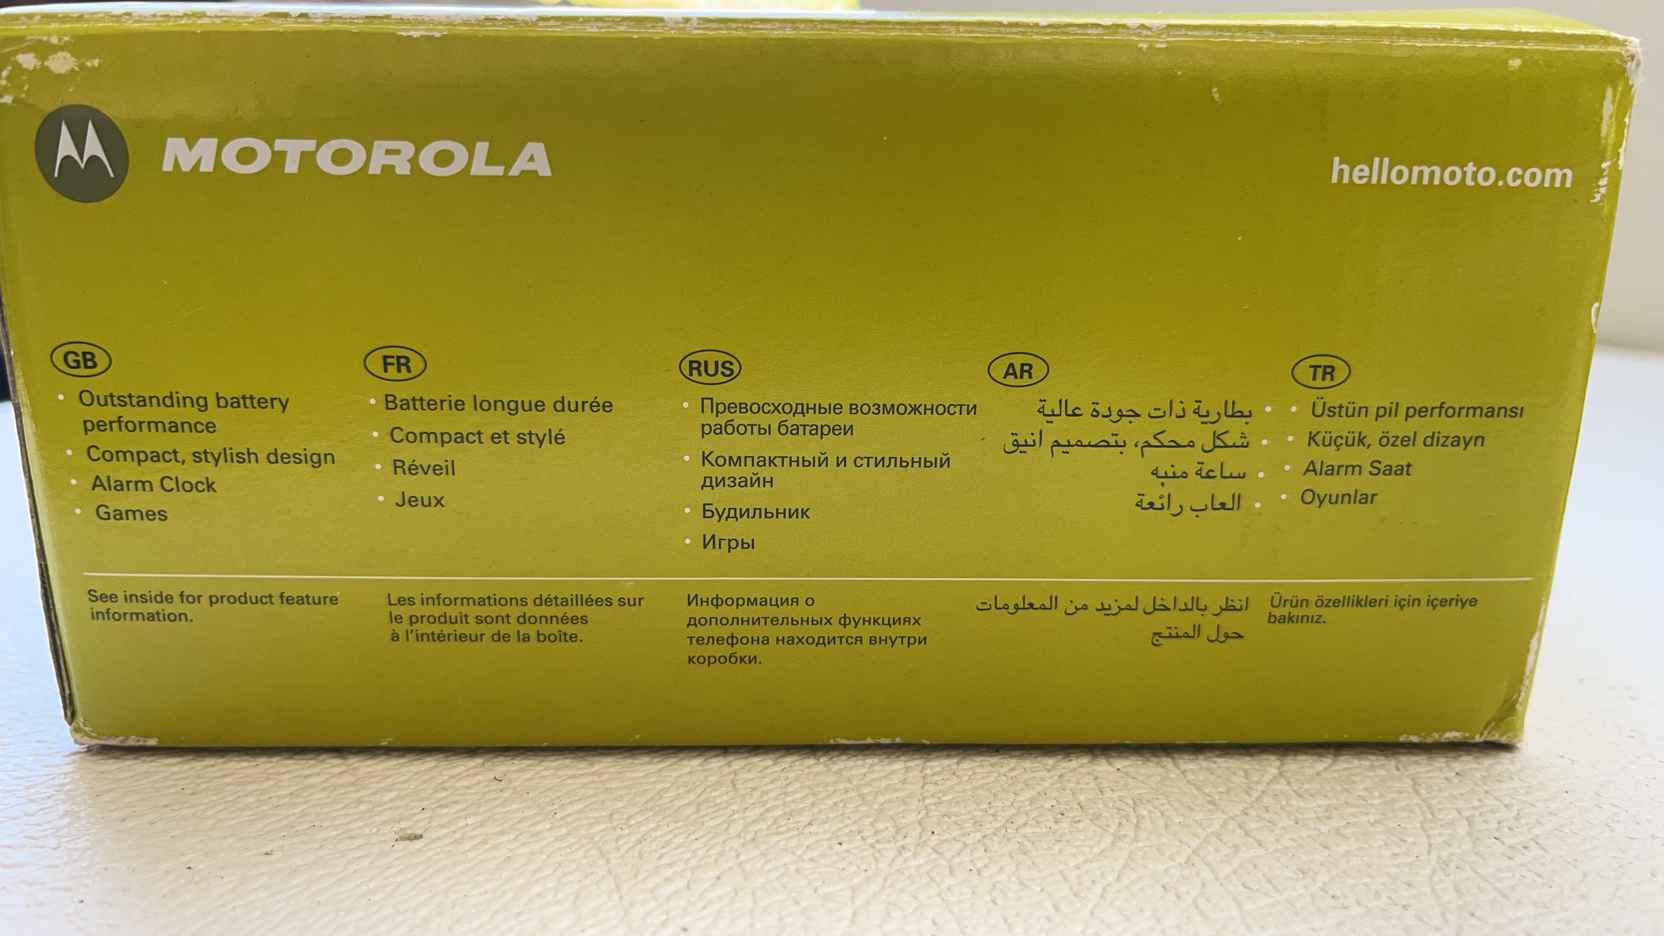 MOTOROLA
hellomoto.com
GB
• Outstanding battery
performance
• Compact, stylish design
• Alarm Clock
• Games
See inside for product feature
information.
FR
• Batterie longue durée
• Compact et stylé
• Réveil
• Jeux
Les informations détaillées sur
le produit sont données
à l'intérieur de la boîte.
RUS
• Превосходные возможности
работы батареи
• Компактный и стильный
дизайн
• Будильник
• Игры
Информация о
дополнительных функциях
телефона находится внутри
коробки.
AR
• بطارية ذات جودة عالية
• شكل محكم، بتصميم انيق
• ساعة منبه
• العاب رائعة
انظر بالداخل لمزيد من المعلومات
حول المنتج
TR
• Üstün pil performansı
• Küçük, özel dizayn
• Alarm Saat
• Oyunlar
Ürün özellikleri için içeriye
bakınız.